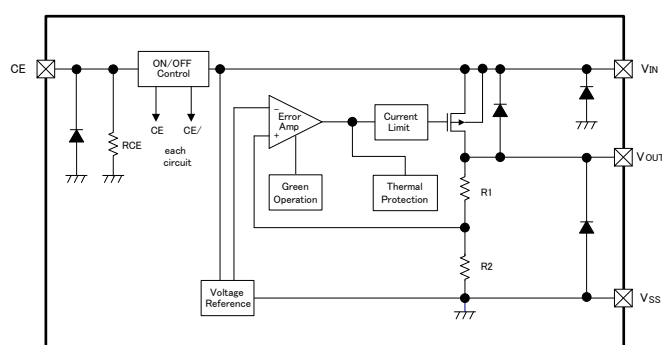 CE
ON/OFF
Control
VIN
CE
CE/
each
circuit
RCE
−
Error
Amp
+
Current
Limit
VOUT
Green
Operation
Thermal
Protection
R1
R2
Voltage
Reference
VSS